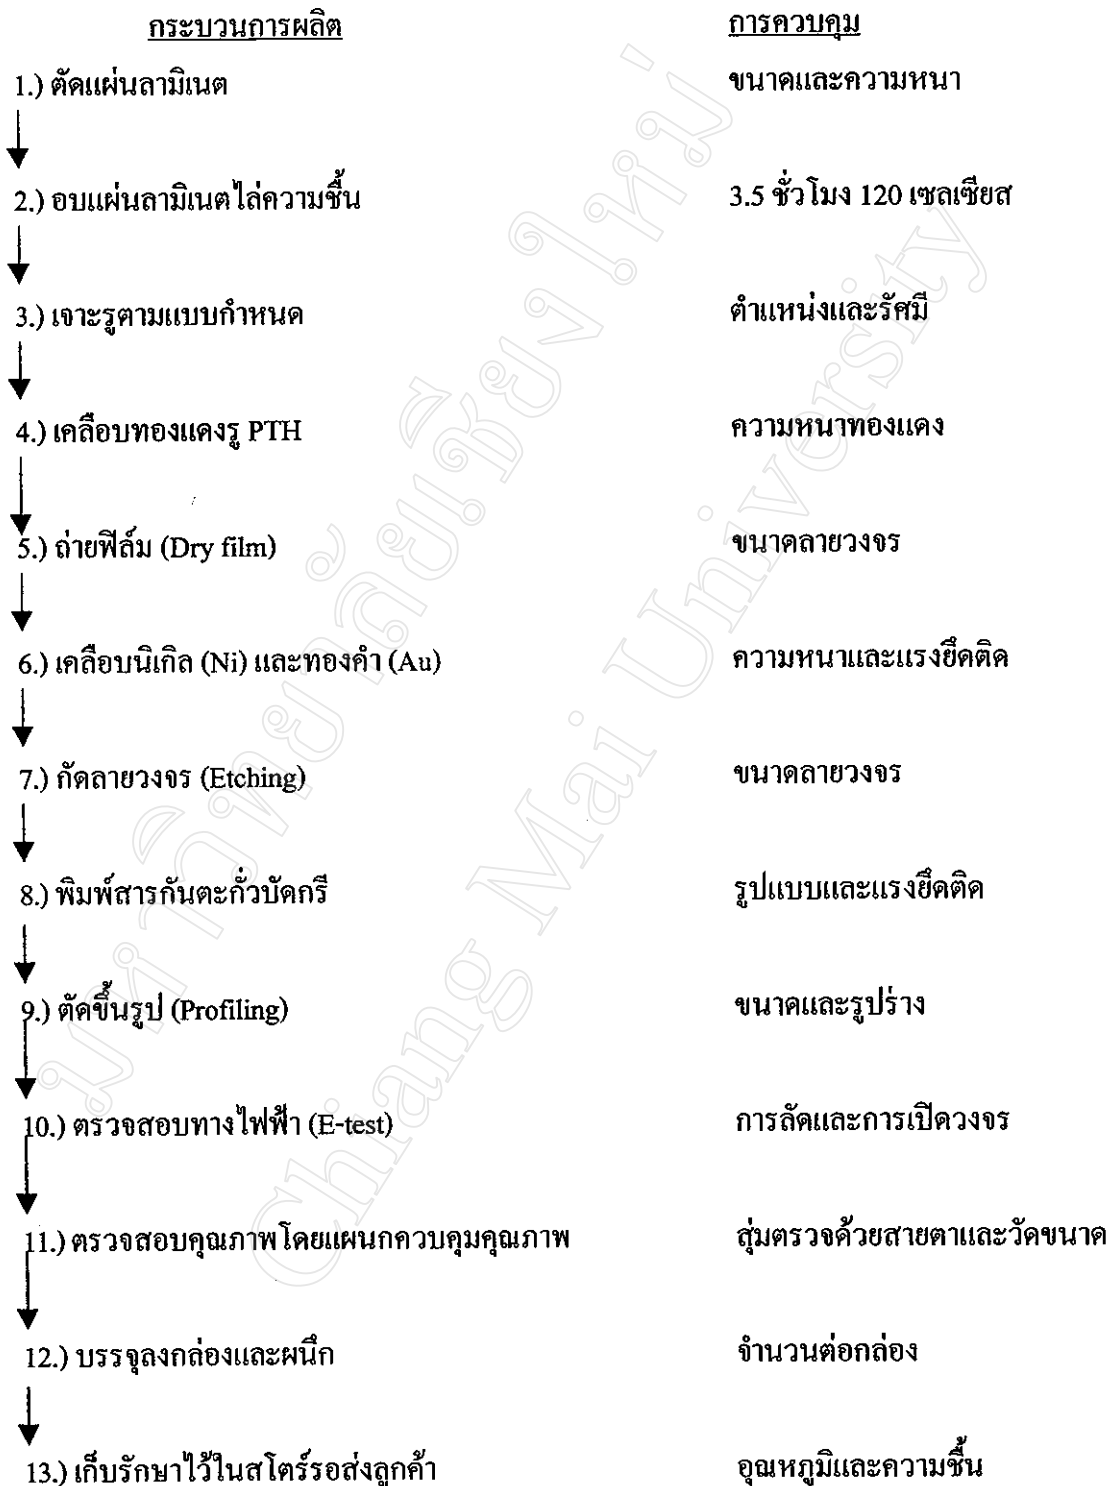 กระบวนการผลิต การควบคุม
1.) ตัดแผ่นลามิเนต ขนาดและความหนา
2.) อบแผ่นลามิเนตไล่ความชื้น 3.5 ชั่วโมง 120 เซลเซียส
3.) เจาะรูตามแบบกำหนด ตำแหน่งและรัศมี
4.) เคลือบทองแดงรู PTH ความหนาทองแดง
5.) ถ่ายฟิล์ม (Dry film) ขนาดลายวงจร
6.) เคลือบนิเกิล (Ni) และทองคำ (Au) ความหนาและแรงยึดติด
7.) กัดลายวงจร (Etching) ขนาดลายวงจร
8.) พิมพ์สารกันตะกั่วบัดกรี รูปแบบและแรงยึดติด
9.) ตัดขึ้นรูป (Profiling) ขนาดและรูปร่าง
10.) ตรวจสอบทางไฟฟ้า (E-test) การลัดและการเปิดวงจร
11.) ตรวจสอบคุณภาพโดยแผนกควบคุมคุณภาพ สุ่มตรวจด้วยสายตาและวัดขนาด
12.) บรรจุลงกล่องและผนึก จำนวนต่อกล่อง
13.) เก็บรักษาไว้ในสโตร์รอส่งลูกค้า อุณหภูมิและความชื้น
มหาวิทยาลัยเชียงใหม่
Chiang Mai University